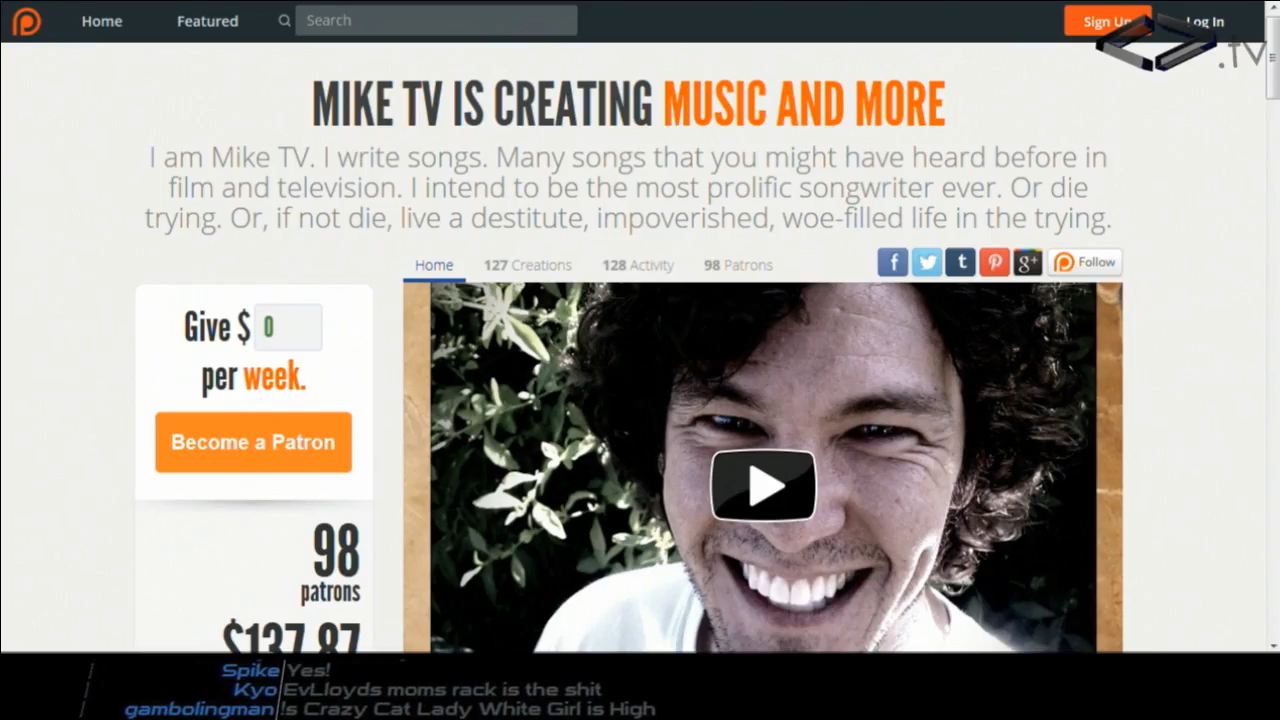 Home Featured Search Sign Up Log In
.tv
MIKE TV IS CREATING MUSIC AND MORE
I am Mike TV. I write songs. Many songs that you might have heard before in
film and television. I intend to be the most prolific songwriter ever. Or die
trying. Or, if not die, live a destitute, impoverished, woe-filled life in the trying.
Home 127 Creations 128 Activity 98 Patrons f t g+ Follow
Give $ 0
per week.
Become a Patron
98
patrons
$137.87
Spike Yes!
Kyo EvLloyds moms rack is the shit
gambolingman !s Crazy Cat Lady White Girl is High